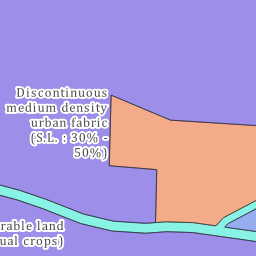 Discontinuous
medium density
urban fabric
(S.L. : 30% -
50%)
rable land
ual crops)